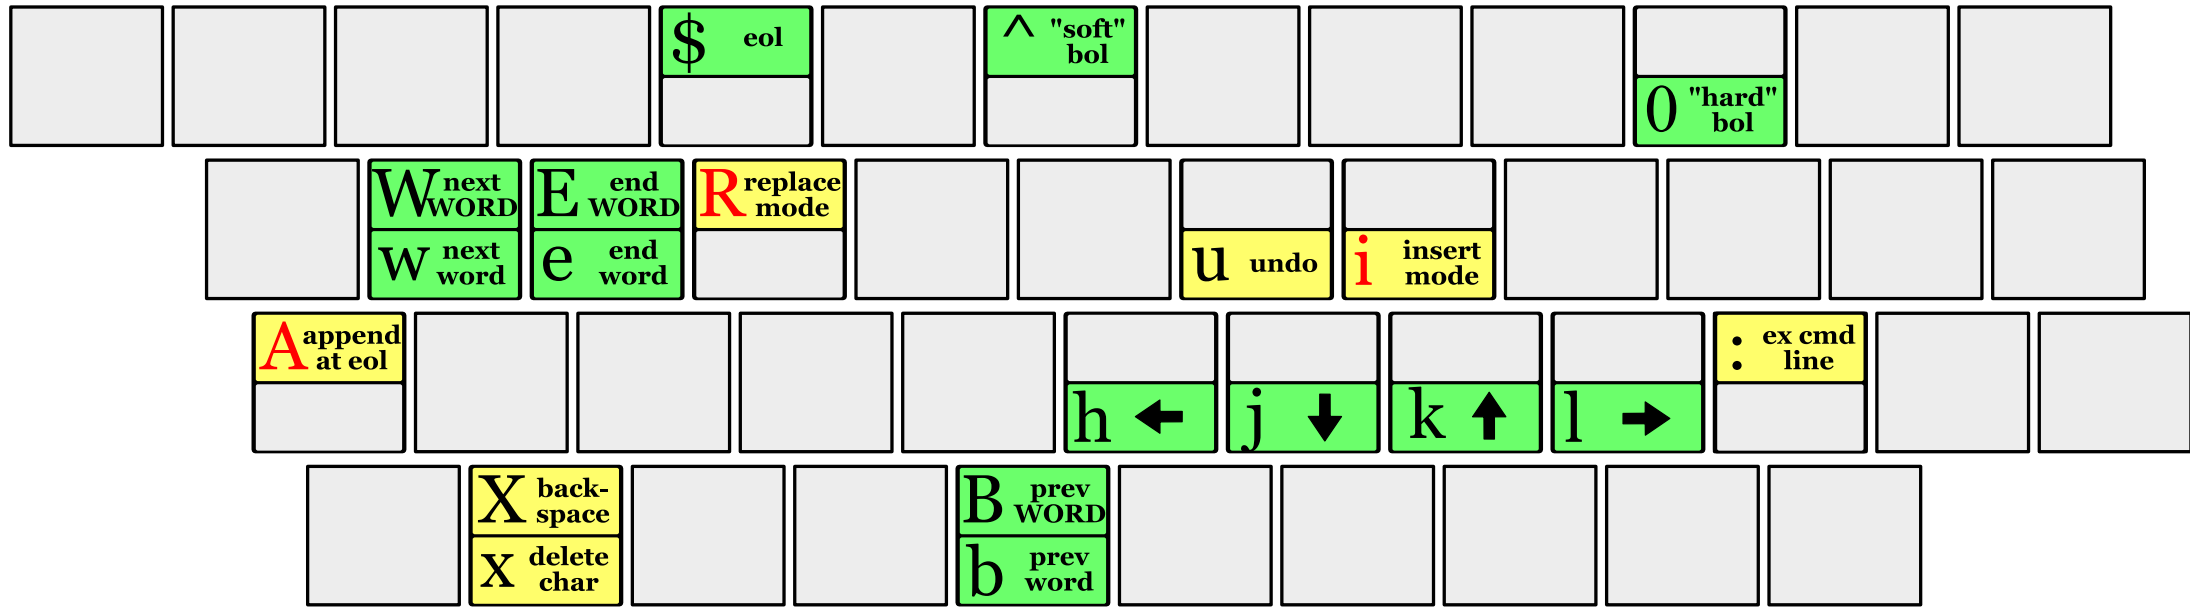 $ eol
^ "soft"
bol
0 "hard"
bol
W next
WORD
w next
word
E end
WORD
e end
word
R replace
mode
u undo
i insert
mode
A append
at eol
h
j
k
l
: ex cmd
line
X back-
space
x delete
char
B prev
WORD
b prev
word